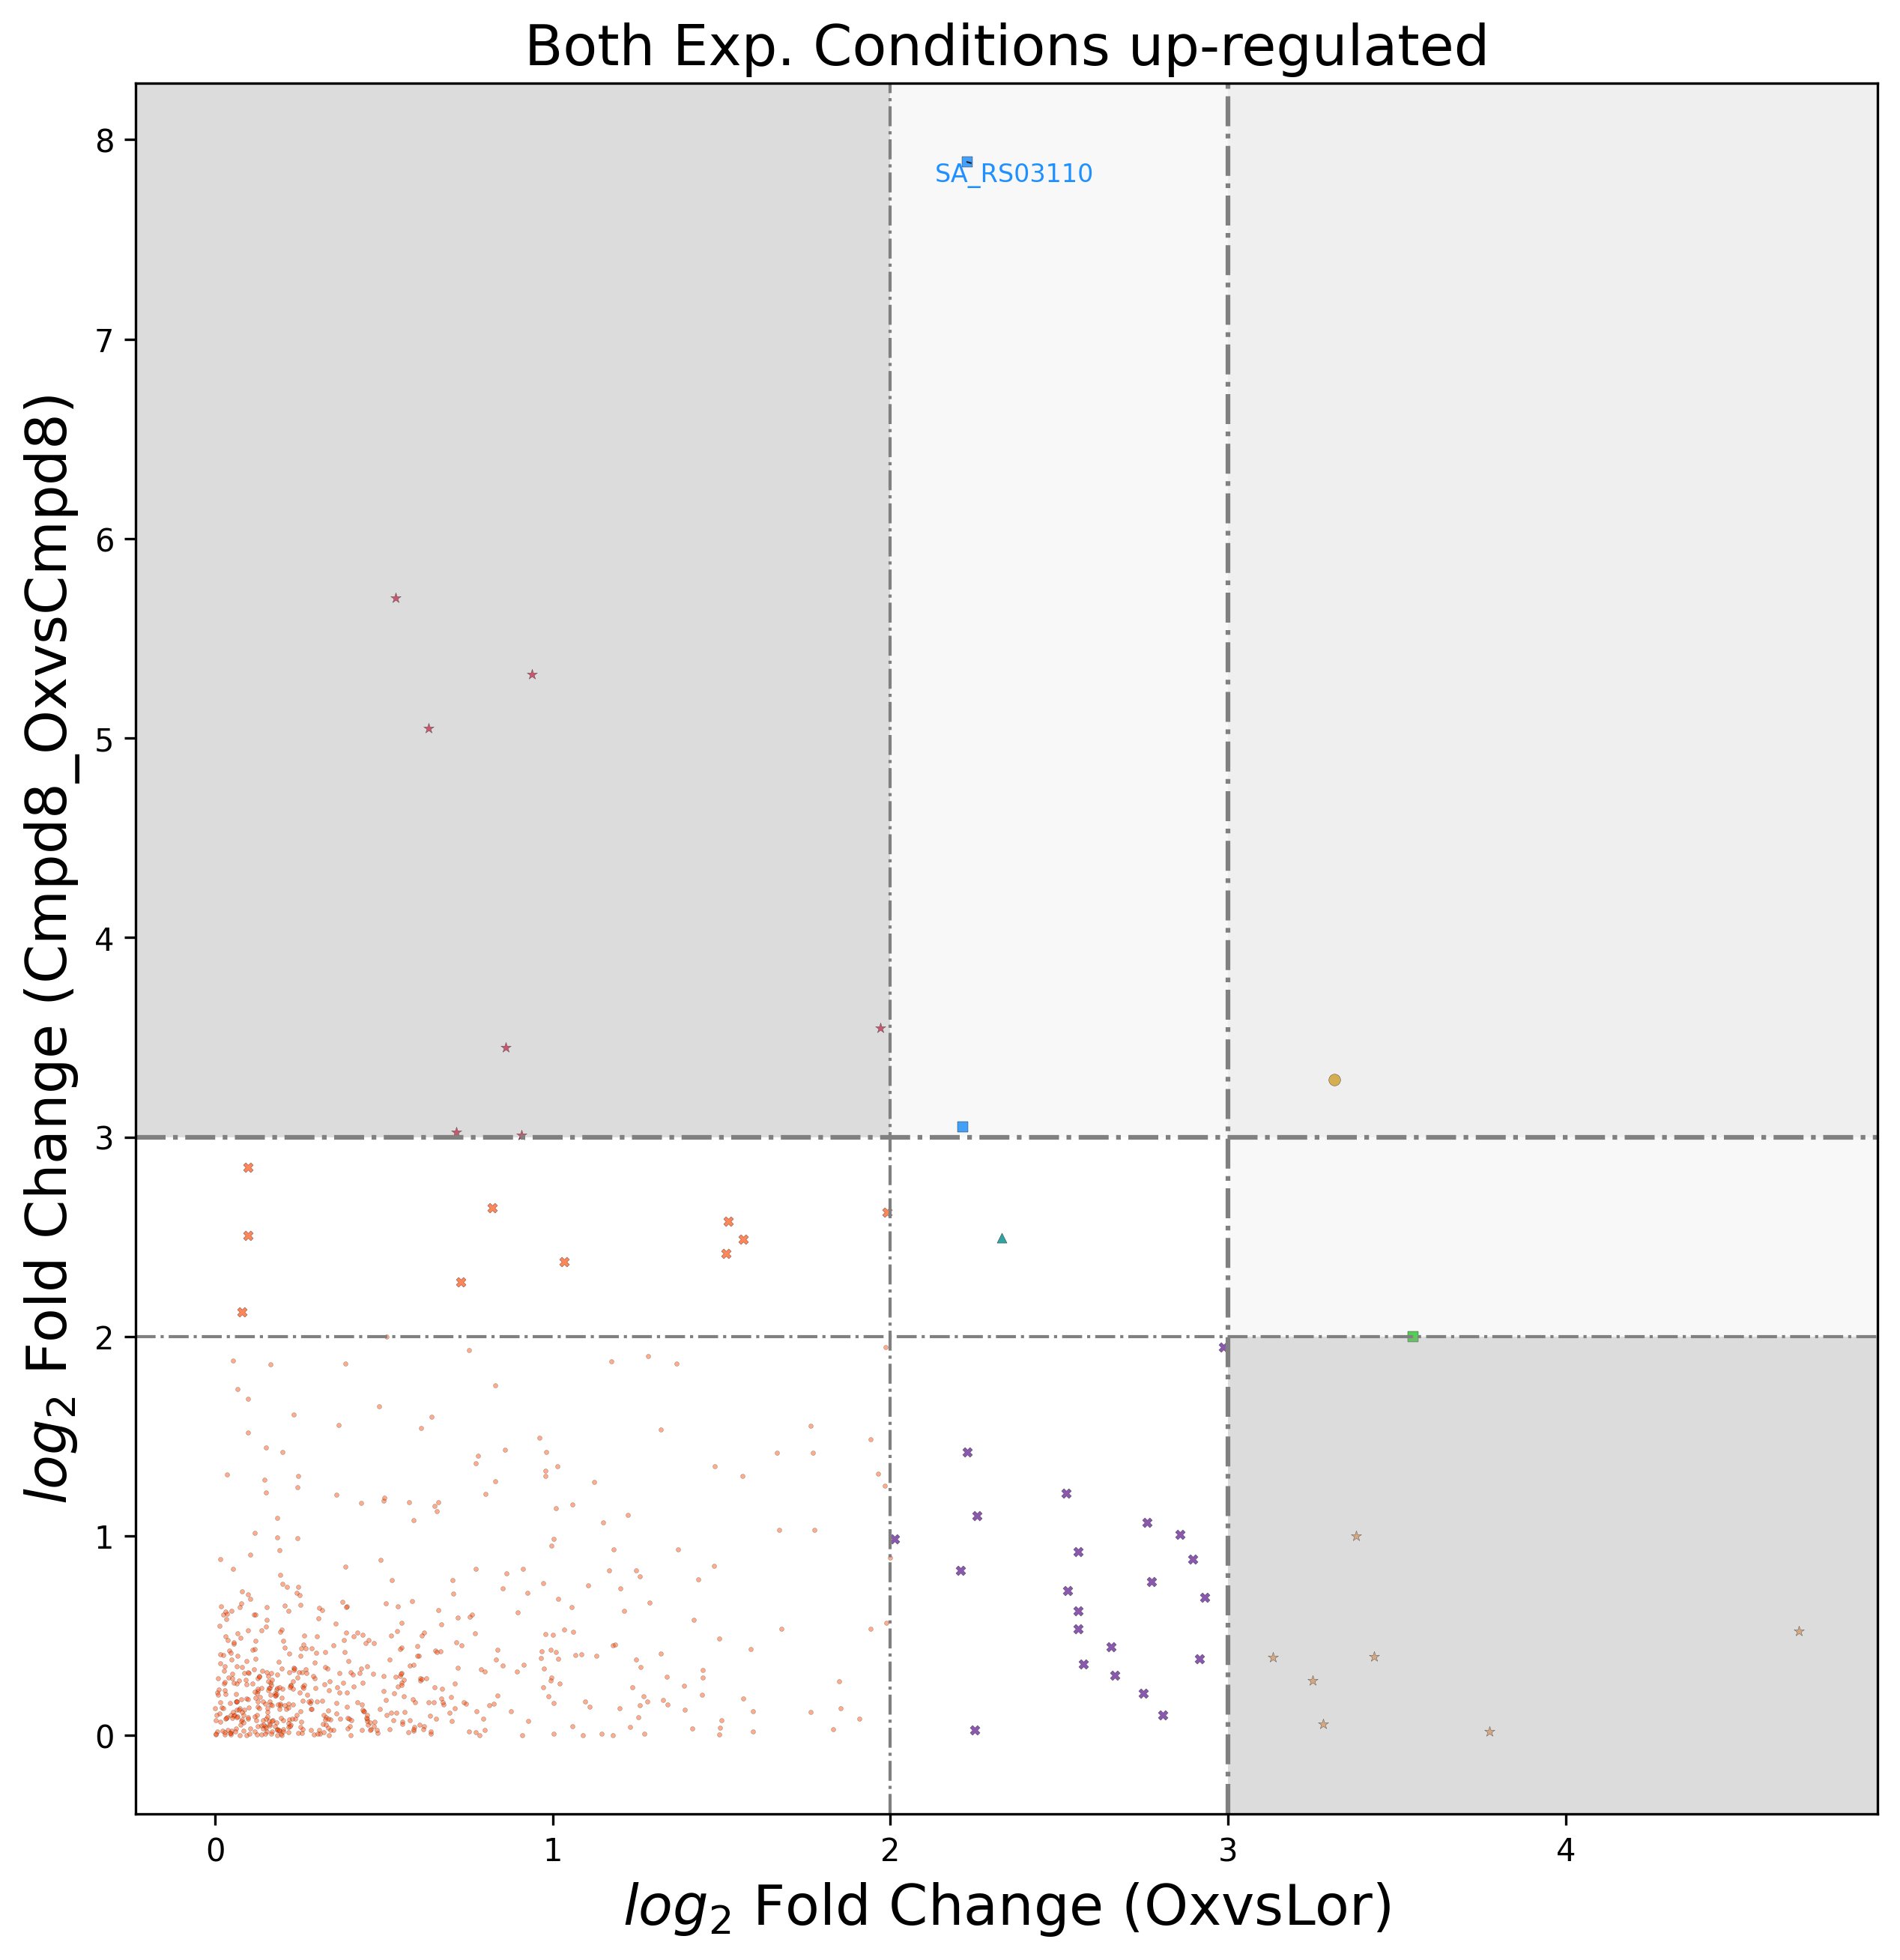 Both Exp. Conditions up-regulated
log₂ Fold Change (Cmpd8_OxvsCmpd8)
8
7
6
5
4
3
2
1
0
SA_RS03110
0 1 2 3 4
log₂ Fold Change (OxvsLor)